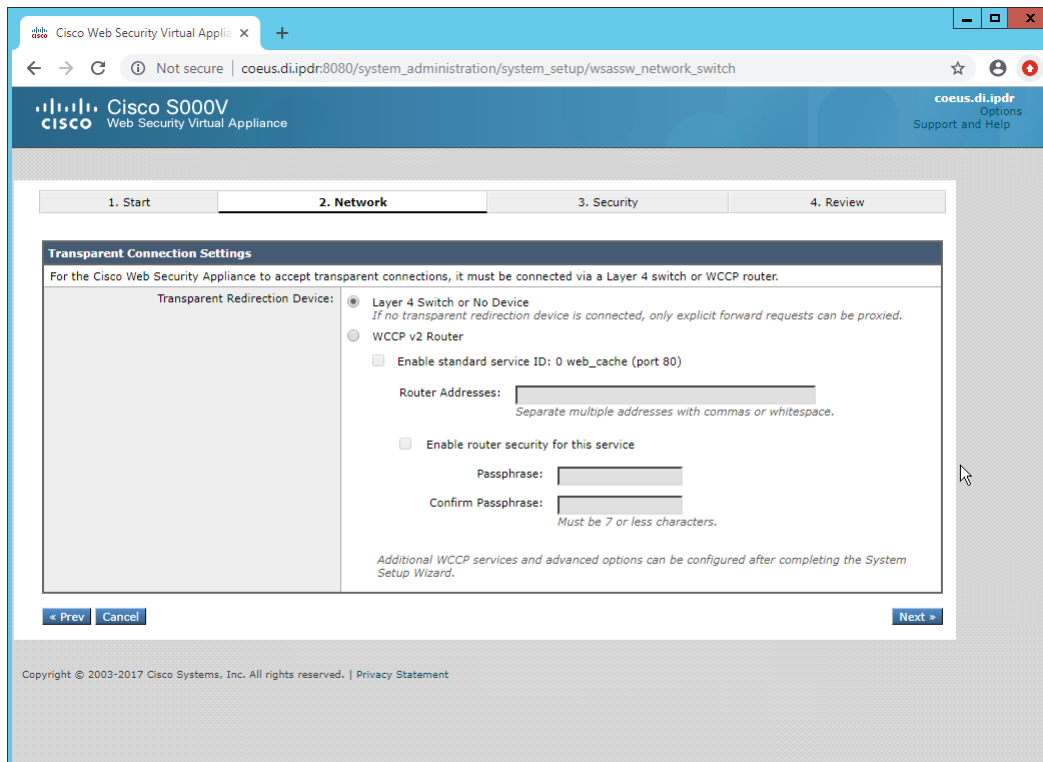 Cisco Web Security Virtual Applia
Not secure | coeus.di.ipdr:8080/system_administration/system_setup/wsassw_network_switch
CISCO
Cisco S000V
Web Security Virtual Appliance
coeus.di.ipdr
Options
Support and Help
1. Start
2. Network
3. Security
4. Review
Transparent Connection Settings
For the Cisco Web Security Appliance to accept transparent connections, it must be connected via a Layer 4 switch or WCCP router.
Transparent Redirection Device:
Layer 4 Switch or No Device
If no transparent redirection device is connected, only explicit forward requests can be proxied.
WCCP v2 Router
Enable standard service ID: 0 web_cache (port 80)
Router Addresses:
Separate multiple addresses with commas or whitespace.
Enable router security for this service
Passphrase:
Confirm Passphrase:
Must be 7 or less characters.
Additional WCCP services and advanced options can be configured after completing the System
Setup Wizard.
« Prev
Cancel
Next »
Copyright © 2003-2017 Cisco Systems, Inc. All rights reserved. | Privacy Statement